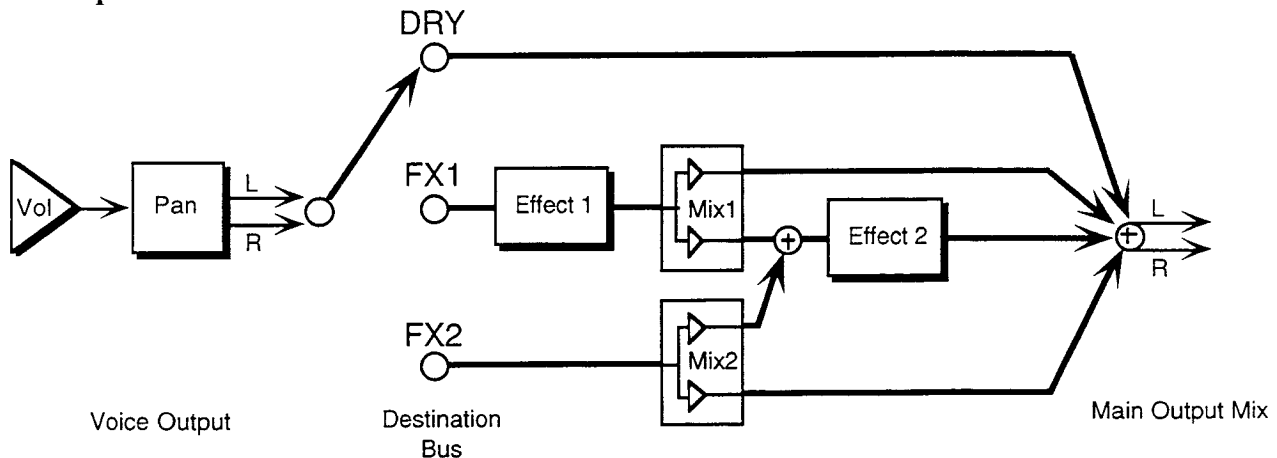 DRY
Vol
Pan
L
R
FX1
Effect 1
Mix1
+
Effect 2
+
L
R
FX2
Mix2
Voice Output
Destination
Bus
Main Output Mix